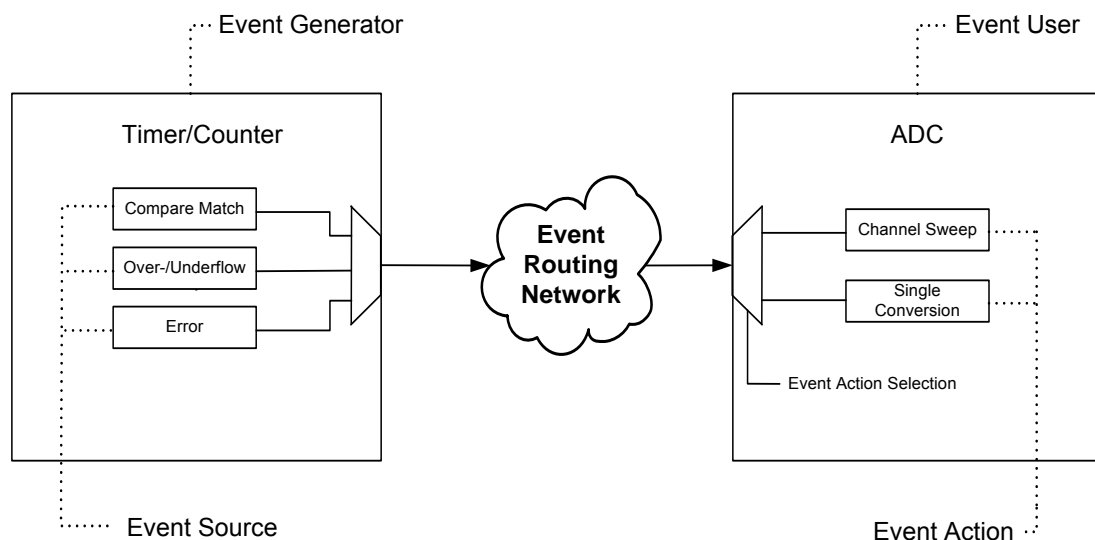 Event Generator
Event User
Timer/Counter
ADC
Compare Match
Over-/Underflow
Error
Event
Routing
Network
Channel Sweep
Single
Conversion
Event Action Selection
Event Source
Event Action